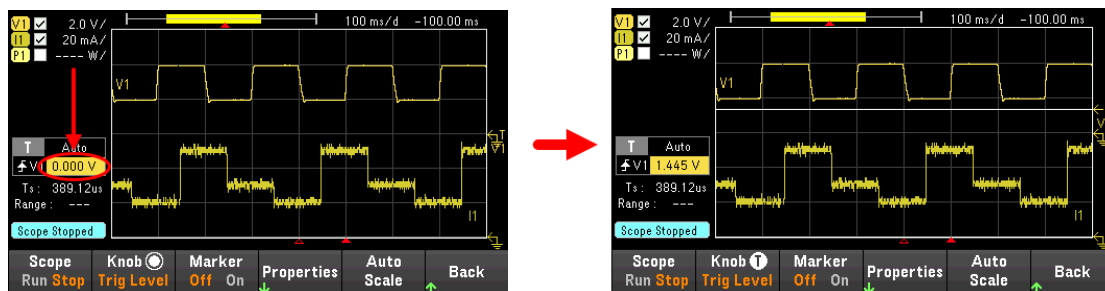 V1 2.0 V/ 100 ms/d -100.00 ms
I1 20 mA/
P1 ---- W/
V1
T Auto
V1 0.000 V
T
V1
Ts: 389.12us
Range: ---
I1
Scope Stopped
Scope Knob Marker Properties Auto Back
Run Stop Trig Level Off On Scale
V1 2.0 V/ 100 ms/d -100.00 ms
I1 20 mA/
P1 ---- W/
V1
T Auto
V1 1.445 V
Ts: 389.12us
Range: ---
I1
Scope Stopped
Scope Knob T Marker Properties Auto Back
Run Stop Trig Level Off On Scale